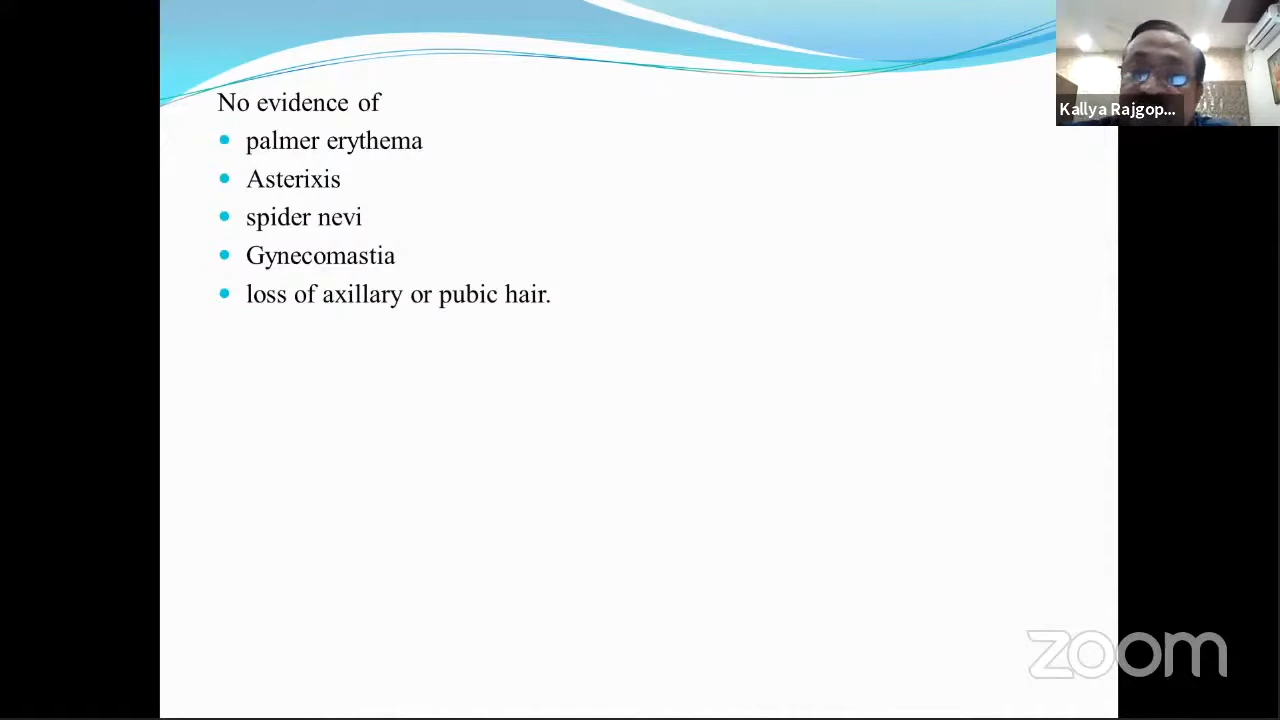 No evidence of
palmer erythema
Asterixis
spider nevi
Gynecomastia
loss of axillary or pubic hair.
Kallya Rajgop...
zoom